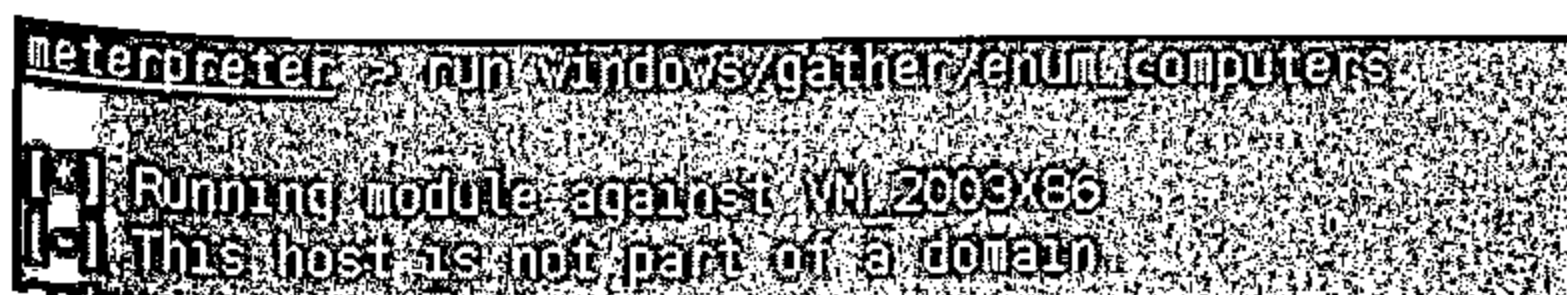 meterpreter > run windows/gather/enum_computers
[*] Running module against VM_2003X86
[-] This host is not part of a domain